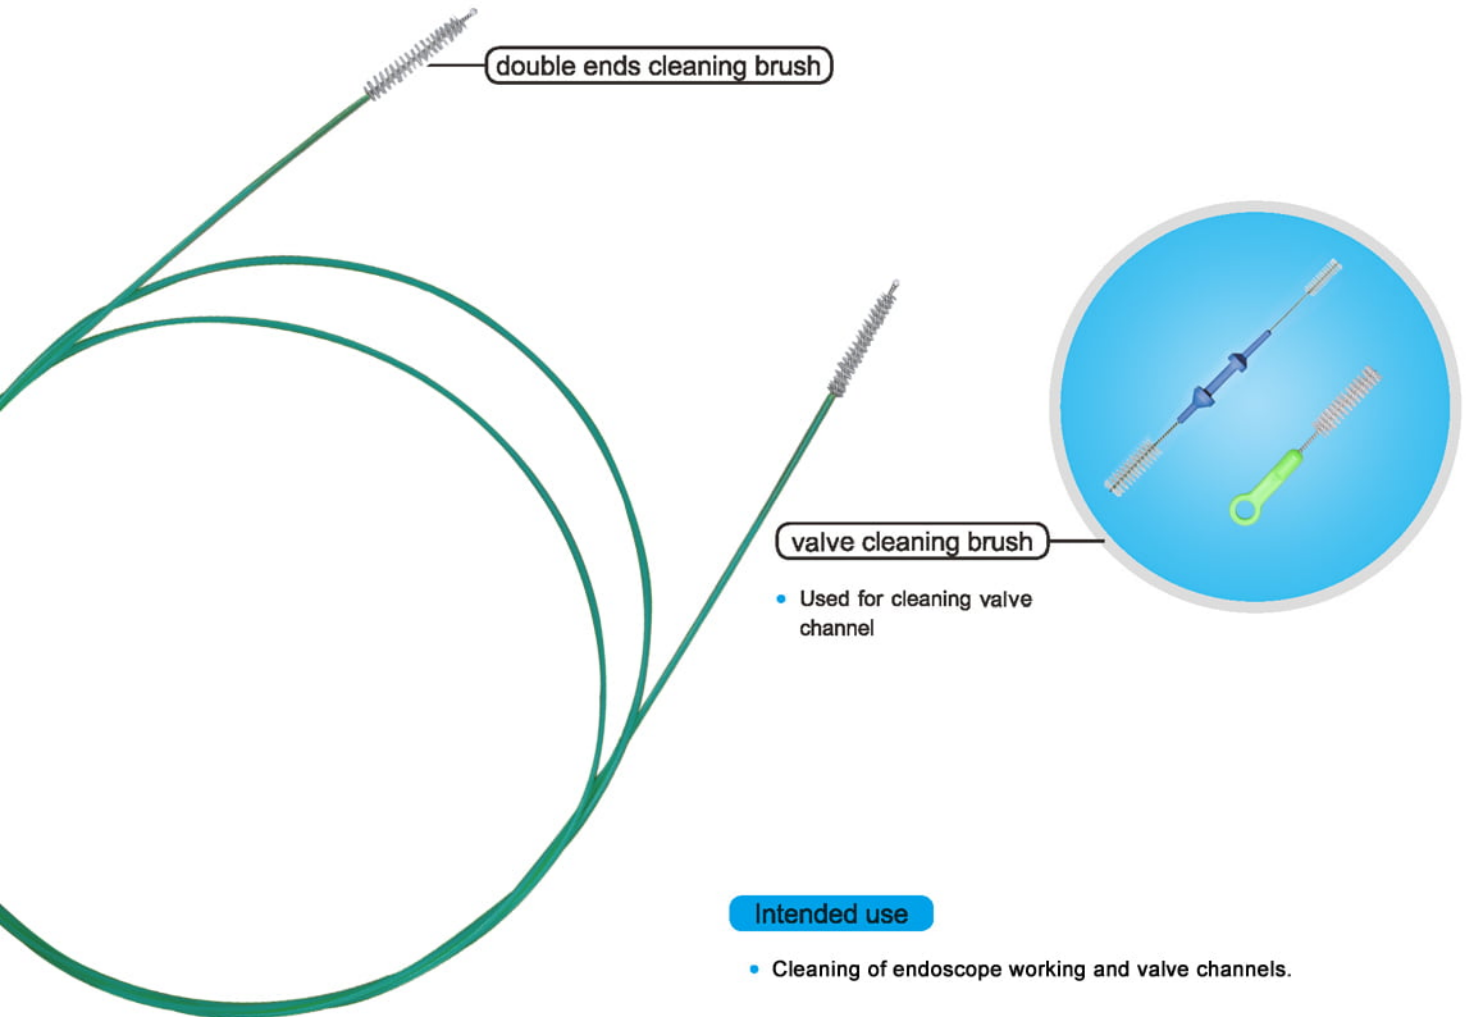 double ends cleaning brush
valve cleaning brush
• Used for cleaning valve
channel
Intended use
• Cleaning of endoscope working and valve channels.